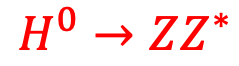 H⁰ → ZZ*